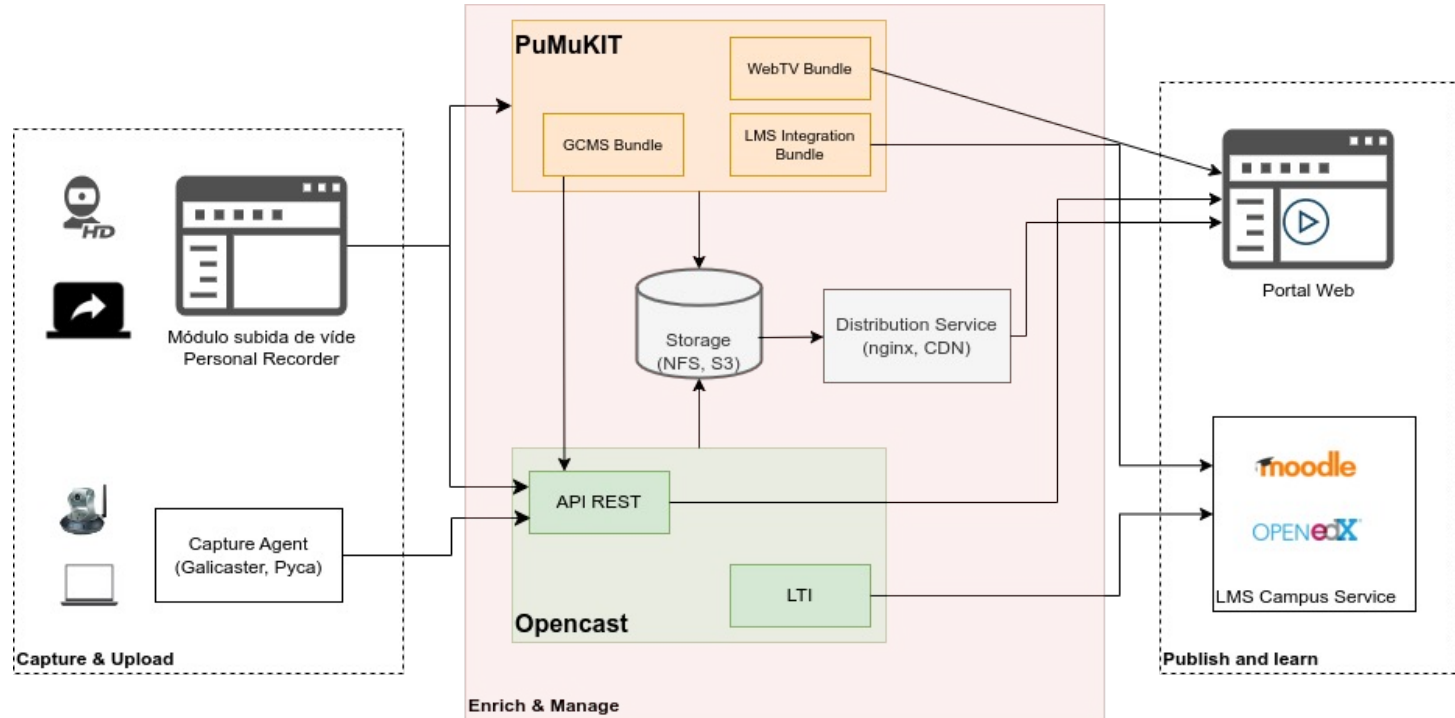 PuMuKIT
WebTV Bundle
GCMS Bundle
LMS Integration
Bundle
HD
Módulo subida de víde
Personal Recorder
Portal Web
Storage
(NFS, S3)
Distribution Service
(nginx, CDN)
API REST
moodle
Capture Agent
(Galicaster, Pyca)
OPENedX
LTI
LMS Campus Service
Opencast
Capture & Upload
Publish and learn
Enrich & Manage